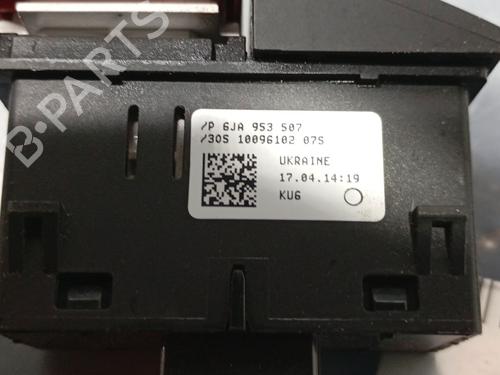 B-PARTS
/P 6JA 953 507
/30S 10096102 07S
UKRAINE
17.04.14:19
KU6